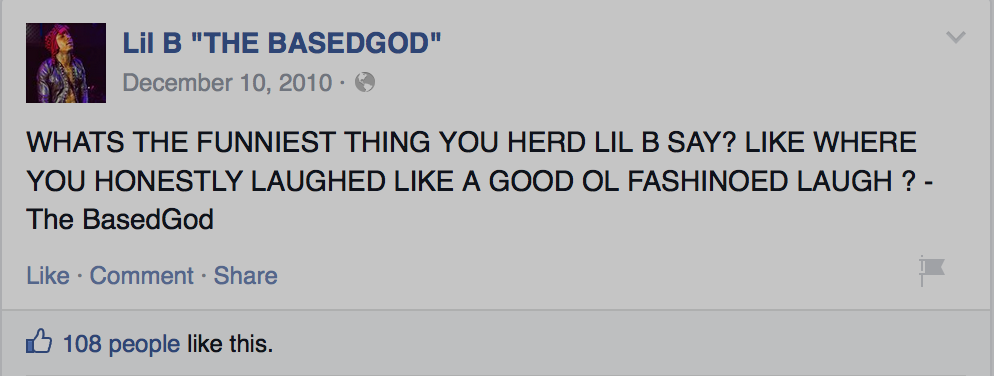 Lil B "THE BASEDGOD"
December 10, 2010 ·
WHATS THE FUNNIEST THING YOU HERD LIL B SAY? LIKE WHERE
YOU HONESTLY LAUGHED LIKE A GOOD OL FASHINOED LAUGH ? -
The BasedGod
Like · Comment · Share
108 people like this.